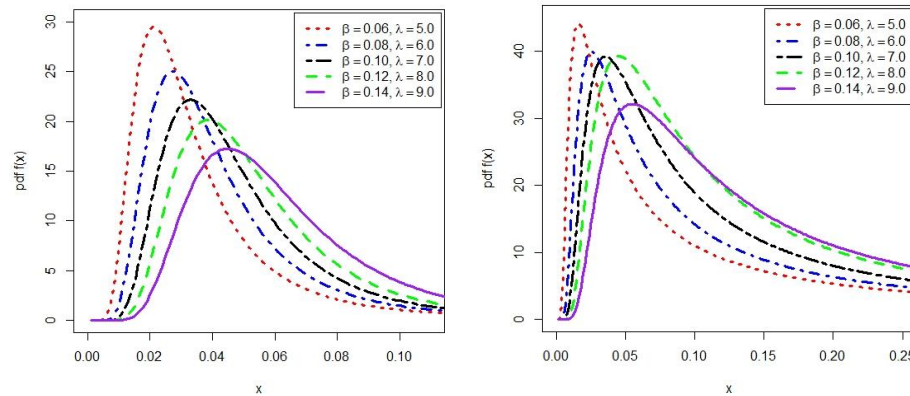 β = 0.06, λ = 5.0
β = 0.08, λ = 6.0
β = 0.10, λ = 7.0
β = 0.12, λ = 8.0
β = 0.14, λ = 9.0
pdf f(x)
30
25
20
15
10
5
0
0.00 0.02 0.04 0.06 0.08 0.10
x
β = 0.06, λ = 5.0
β = 0.08, λ = 6.0
β = 0.10, λ = 7.0
β = 0.12, λ = 8.0
β = 0.14, λ = 9.0
pdf f(x)
40
30
20
10
0
0.00 0.05 0.10 0.15 0.20 0.25
x